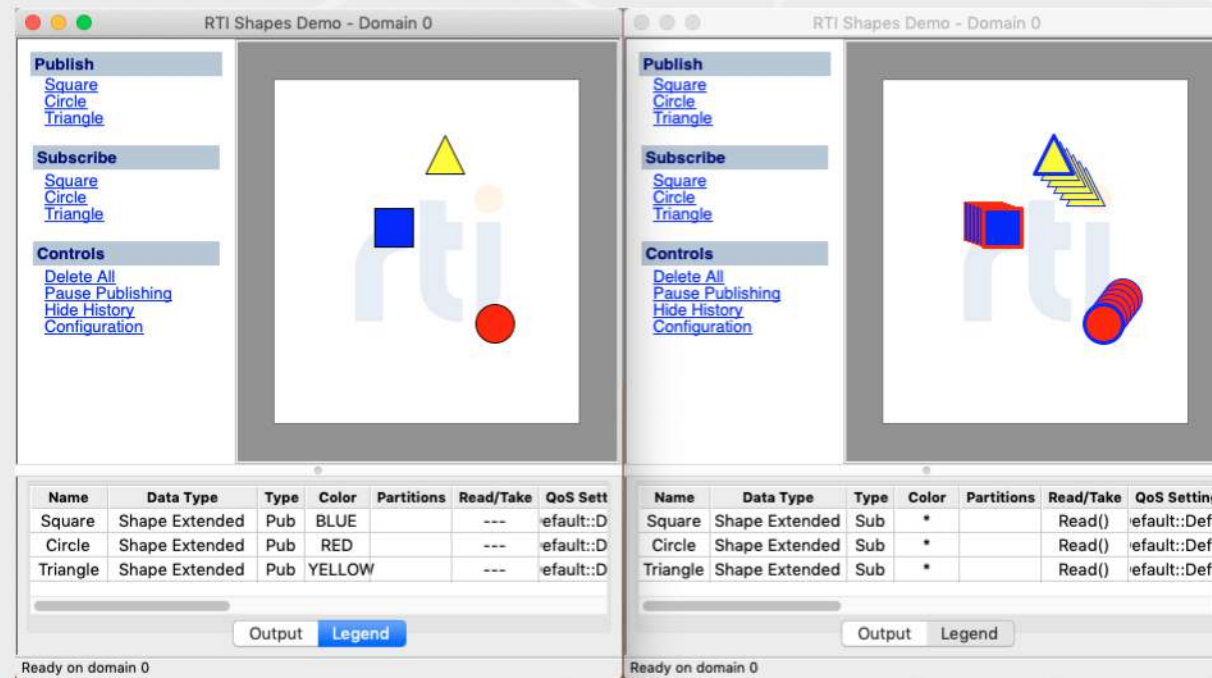 RTI Shapes Demo - Domain 0
Publish
Square
Circle
Triangle
Subscribe
Square
Circle
Triangle
Controls
Delete All
Pause Publishing
Hide History
Configuration
rti
Name Data Type Type Color Partitions Read/Take QoS Sett
Square Shape Extended Pub BLUE --- efault::D
Circle Shape Extended Pub RED --- efault::D
Triangle Shape Extended Pub YELLOW --- efault::D
Output Legend
Ready on domain 0
RTI Shapes Demo - Domain 0
Publish
Square
Circle
Triangle
Subscribe
Square
Circle
Triangle
Controls
Delete All
Pause Publishing
Hide History
Configuration
rti
Name Data Type Type Color Partitions Read/Take QoS Setting
Square Shape Extended Sub * Read() efault::Def
Circle Shape Extended Sub * Read() efault::Def
Triangle Shape Extended Sub * Read() efault::Def
Output Legend
Ready on domain 0